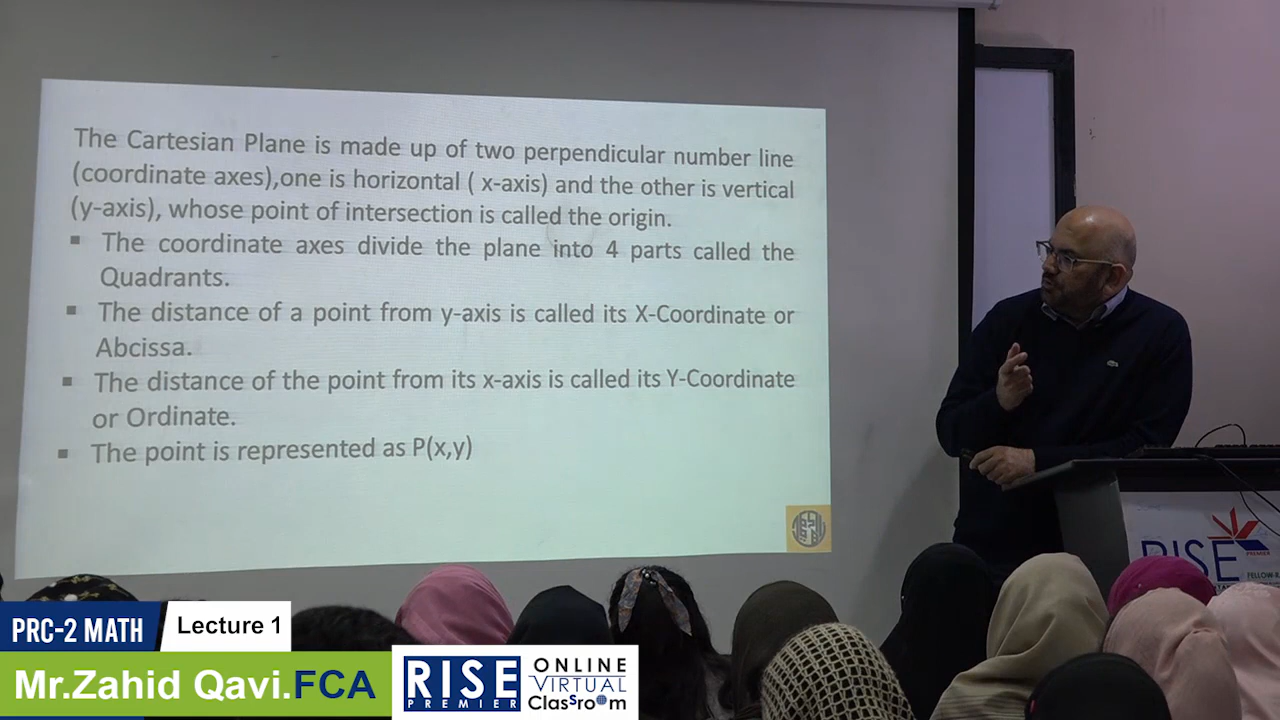 The Cartesian Plane is made up of two perpendicular number line
(coordinate axes),one is horizontal ( x-axis) and the other is vertical
(y-axis), whose point of intersection is called the origin.
▪ The coordinate axes divide the plane into 4 parts called the
Quadrants.
▪ The distance of a point from y-axis is called its X-Coordinate or
Abcissa.
▪ The distance of the point from its x-axis is called its Y-Coordinate
or Ordinate.
▪ The point is represented as P(x,y)
RISE
PREMIER
PRC-2 MATH
Lecture 1
Mr.Zahid Qavi.FCA
RISE
PREMIER
ONLINE
VIRTUAL
ClasSroom